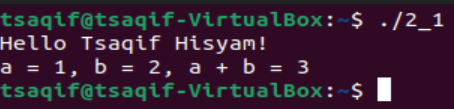 tsaqif@tsaqif-VirtualBox:~$ ./2_1
Hello Tsaqif Hisyam!
a = 1, b = 2, a + b = 3
tsaqif@tsaqif-VirtualBox:~$